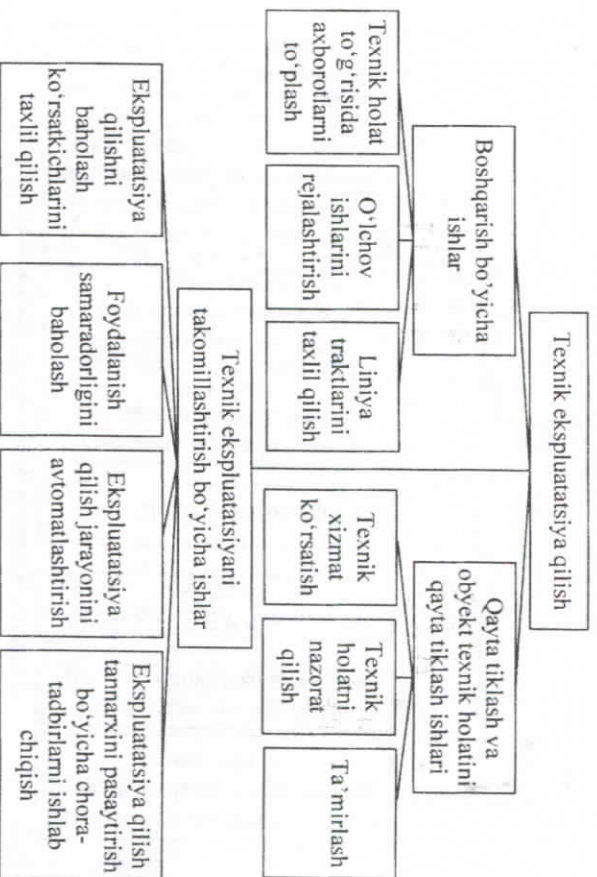 Texnik ekspluatatsiya qilish
Boshqarish bo'yicha
ishlar
Qayta tiklash va
obyekt texnik holatini
qayta tiklash ishlari
Texnik holat
to'g'risida
axborotlarni
to'plash
O'lchov
ishlarini
rejalashtirish
Liniya
traktlarini
taxlil qilish
Texnik
xizmat
ko'rsatish
Texnik
holatni
nazorat
qilish
Ta'mirlash
Texnik ekspluatatsiyani
takomillashtirish bo'yicha ishlar
Ekspluatatsiya
qilishni
baholash
ko'rsatkichlarini
taxlil qilish
Foydalanish
samaradorligini
baholash
Ekspluatatsiya
qilish jarayonini
avtomatlashtirish
Ekspluatatsiya qilish
tannarxini pasaytirish
bo'yicha chora-
tadbirlarni ishlab
chiqish